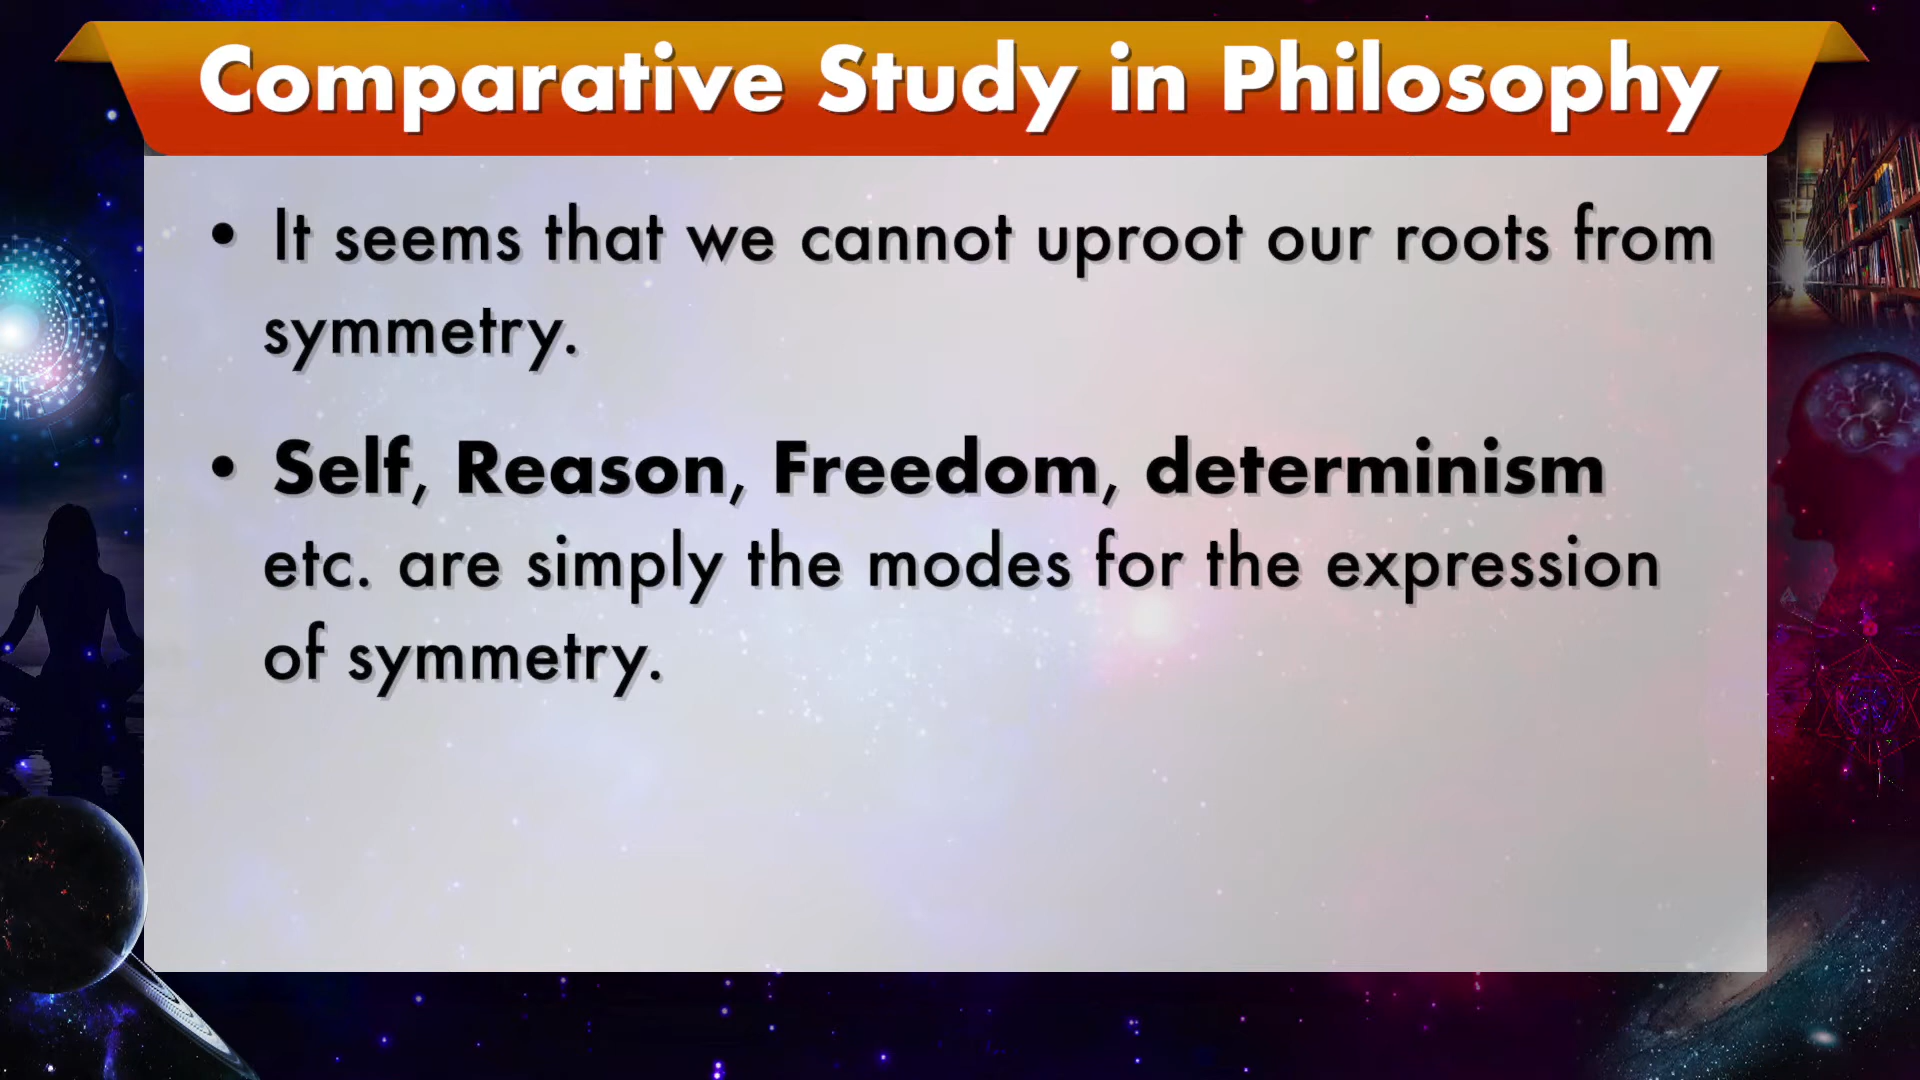 Comparative Study in Philosophy
• It seems that we cannot uproot our roots from
symmetry.
• Self, Reason, Freedom, determinism
etc. are simply the modes for the expression
of symmetry.